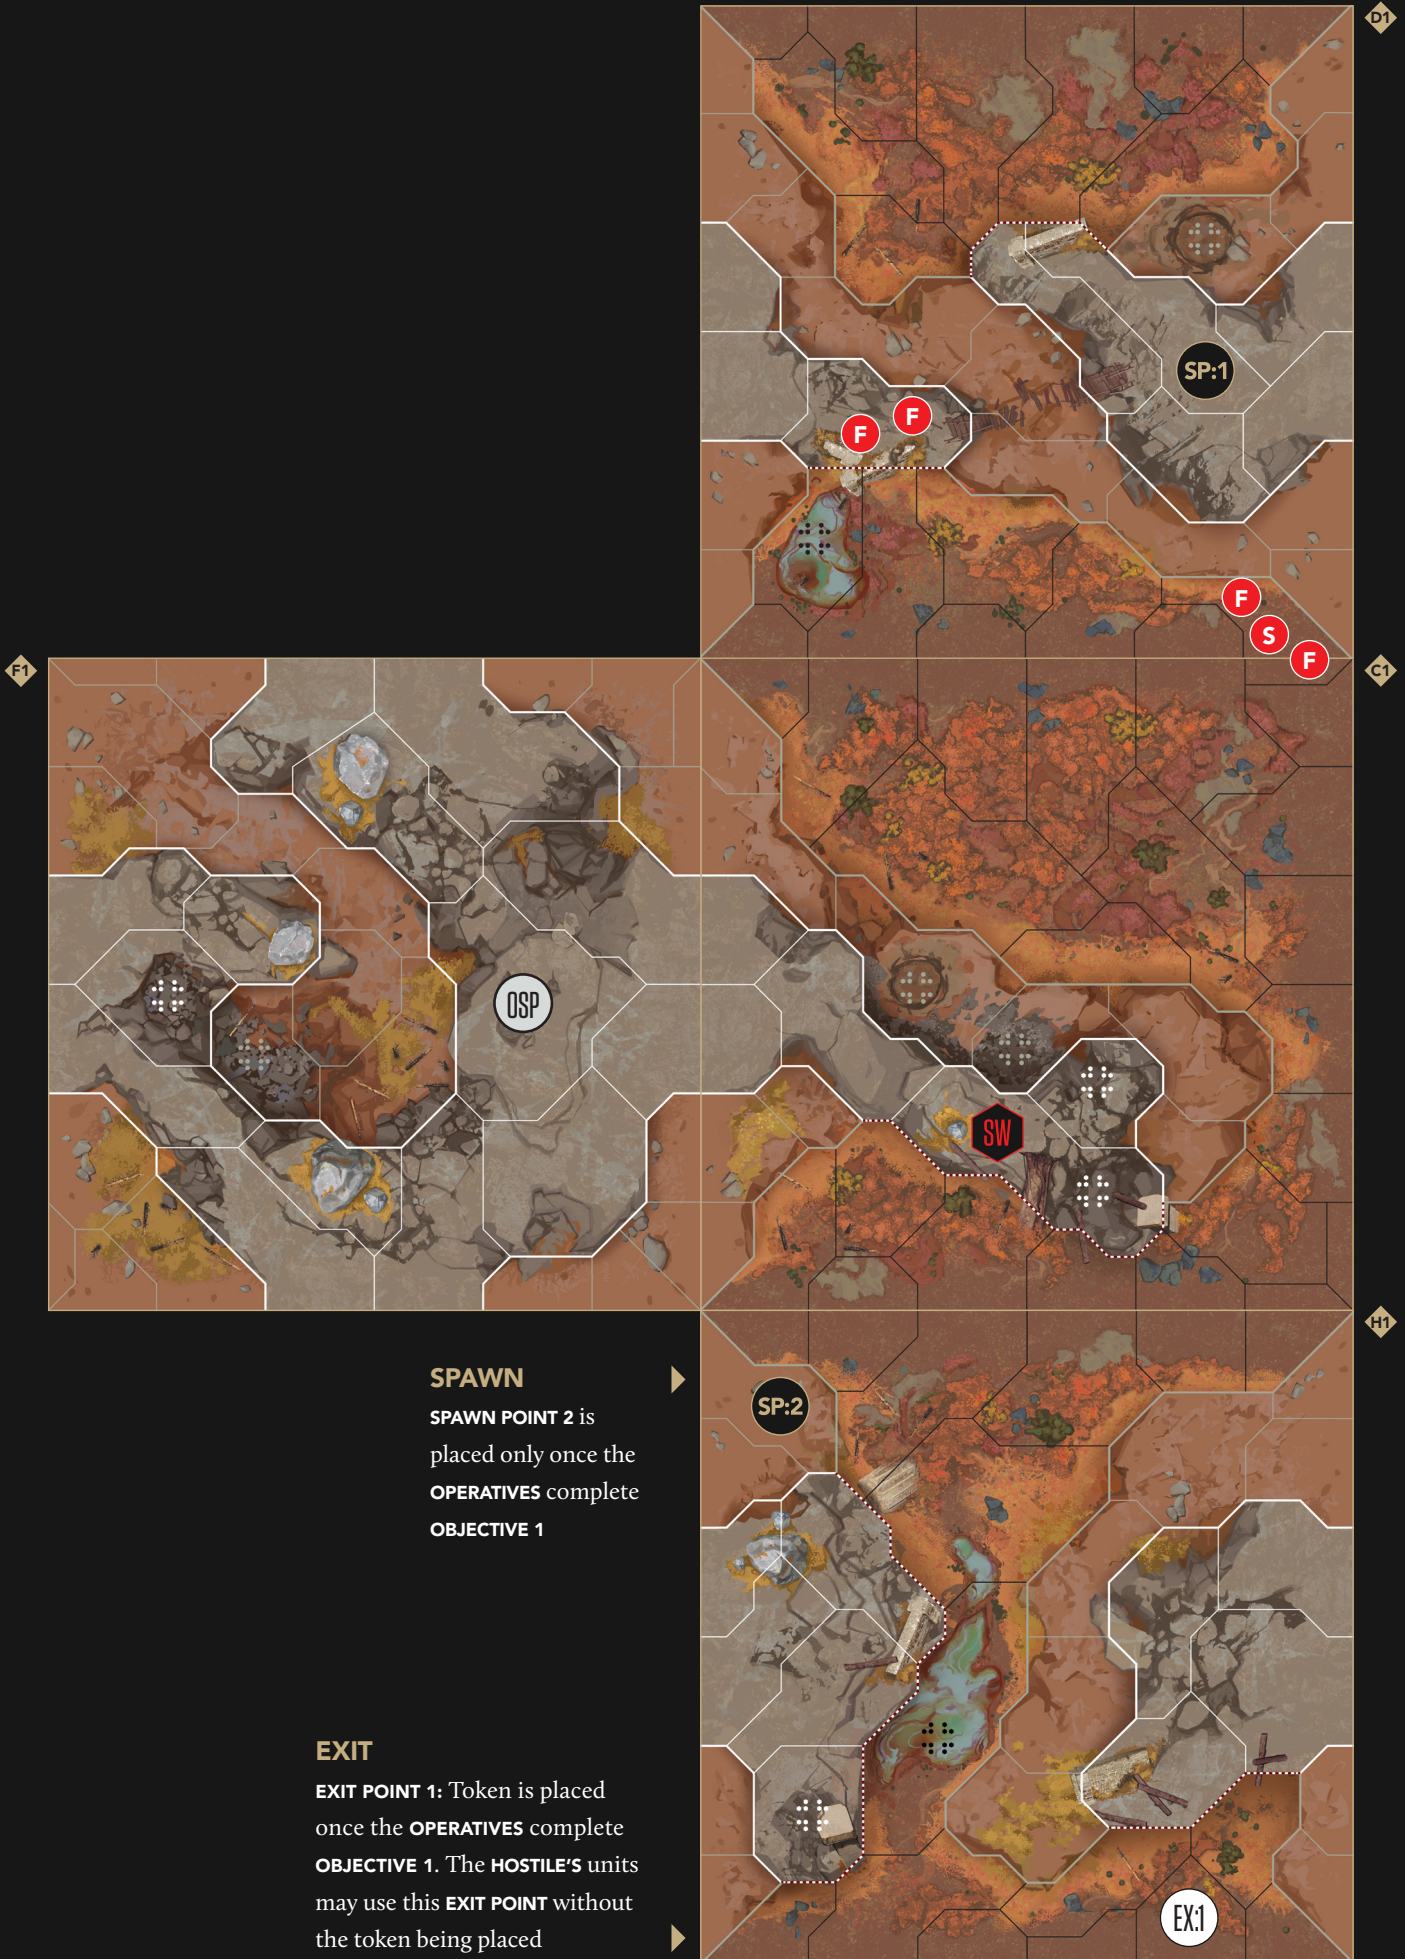 D1
SP:1
F
F
F
S
F
F1
C1
OSP
SW
H1
SPAWN
SPAWN POINT 2 is
placed only once the
OPERATIVES complete
OBJECTIVE 1
SP:2
EXIT
EXIT POINT 1: Token is placed
once the OPERATIVES complete
OBJECTIVE 1. The HOSTILE'S units
may use this EXIT POINT without
the token being placed
EX:1